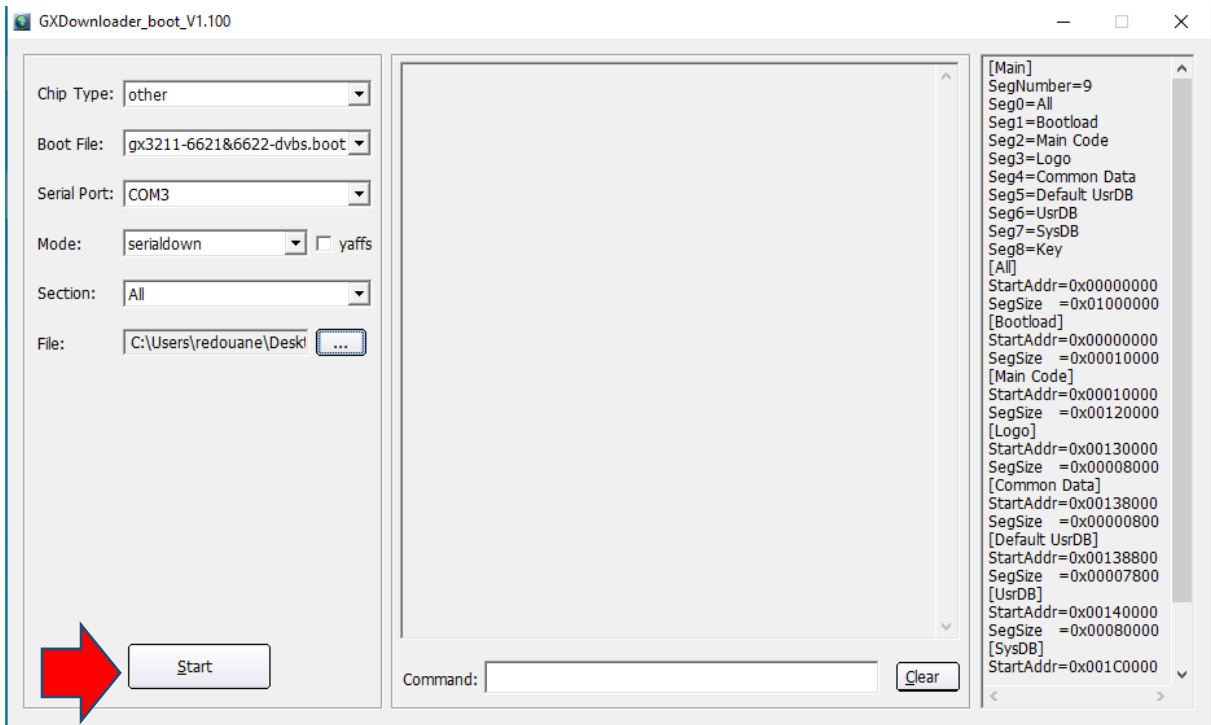 GXDownloader_boot_V1.100
Chip Type: other
Boot File: gx3211-6621&6622-dvbs.boot
Serial Port: COM3
Mode: serialdown yaffs
Section: All
File: C:\Users\redouane\Deskt ...
Start
Command: Clear
[Main]
SegNumber=9
Seg0=All
Seg1=Bootload
Seg2=Main Code
Seg3=Logo
Seg4=Common Data
Seg5=Default UsrDB
Seg6=UsrDB
Seg7=SysDB
Seg8=Key
[All]
StartAddr=0x00000000
SegSize =0x01000000
[Bootload]
StartAddr=0x00000000
SegSize =0x00010000
[Main Code]
StartAddr=0x00010000
SegSize =0x00120000
[Logo]
StartAddr=0x00130000
SegSize =0x00008000
[Common Data]
StartAddr=0x00138000
SegSize =0x00000800
[Default UsrDB]
StartAddr=0x00138800
SegSize =0x00007800
[UsrDB]
StartAddr=0x00140000
SegSize =0x00080000
[SysDB]
StartAddr=0x001C0000